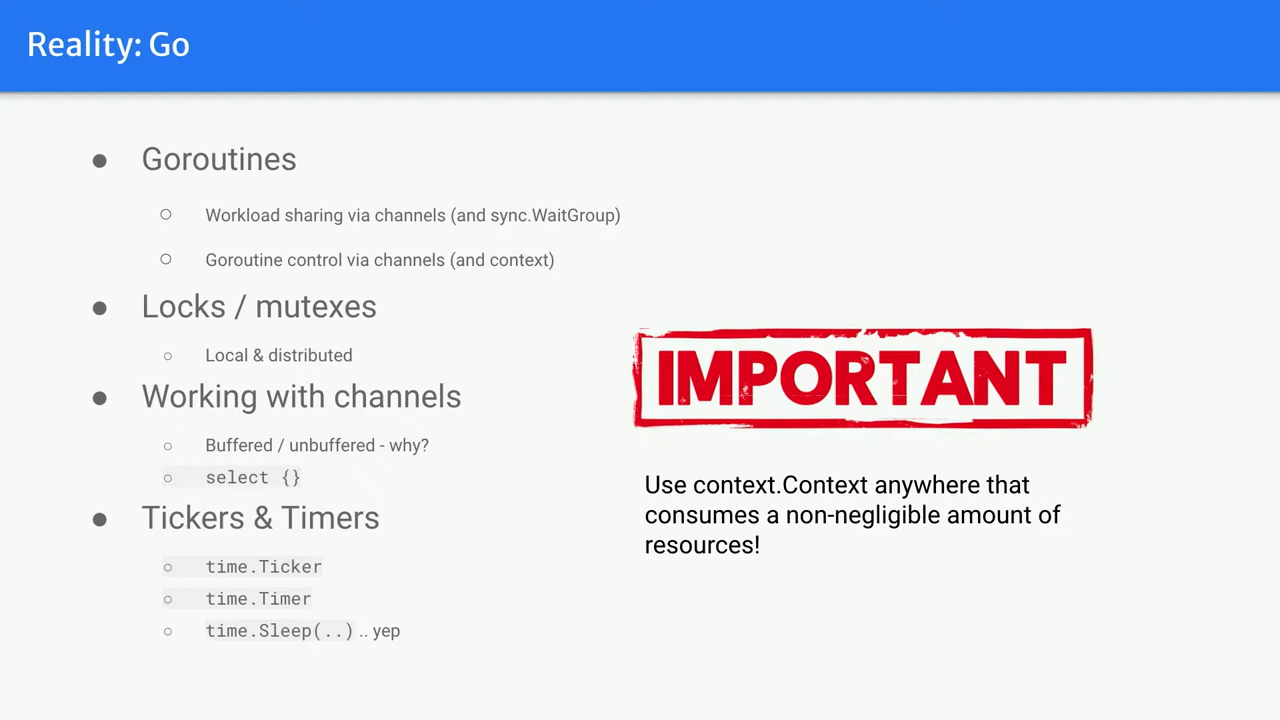 Reality: Go
● Goroutines
○ Workload sharing via channels (and sync.WaitGroup)
○ Goroutine control via channels (and context)
● Locks / mutexes
○ Local & distributed
● Working with channels
○ Buffered / unbuffered - why?
○ select {}
● Tickers & Timers
○ time.Ticker
○ time.Timer
○ time.Sleep(..) .. yep
IMPORTANT
Use context.Context anywhere that
consumes a non-negligible amount of
resources!